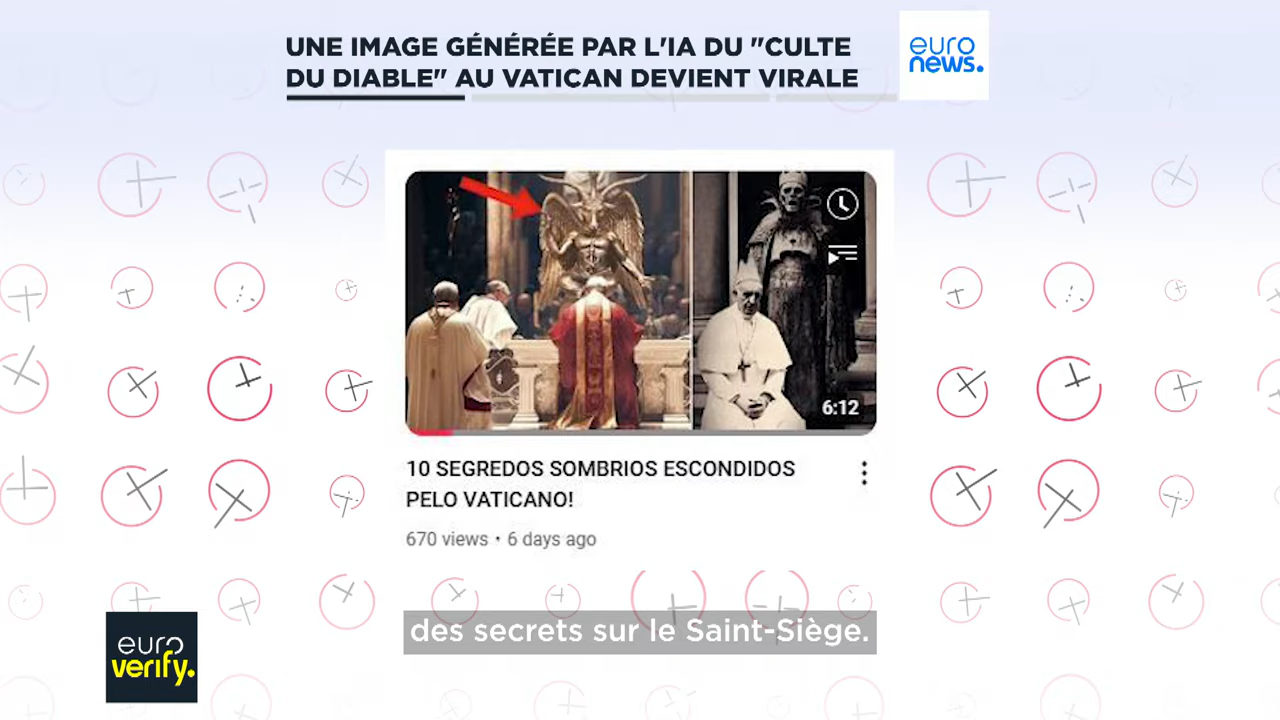 UNE IMAGE GÉNÉRÉE PAR L'IA DU "CULTE
DU DIABLE" AU VATICAN DEVIENT VIRALE
euro
news.
6:12
10 SEGREDOS SOMBRIOS ESCONDIDOS
PELO VATICANO!
670 views • 6 days ago
des secrets sur le Saint-Siège.
euro
verify.